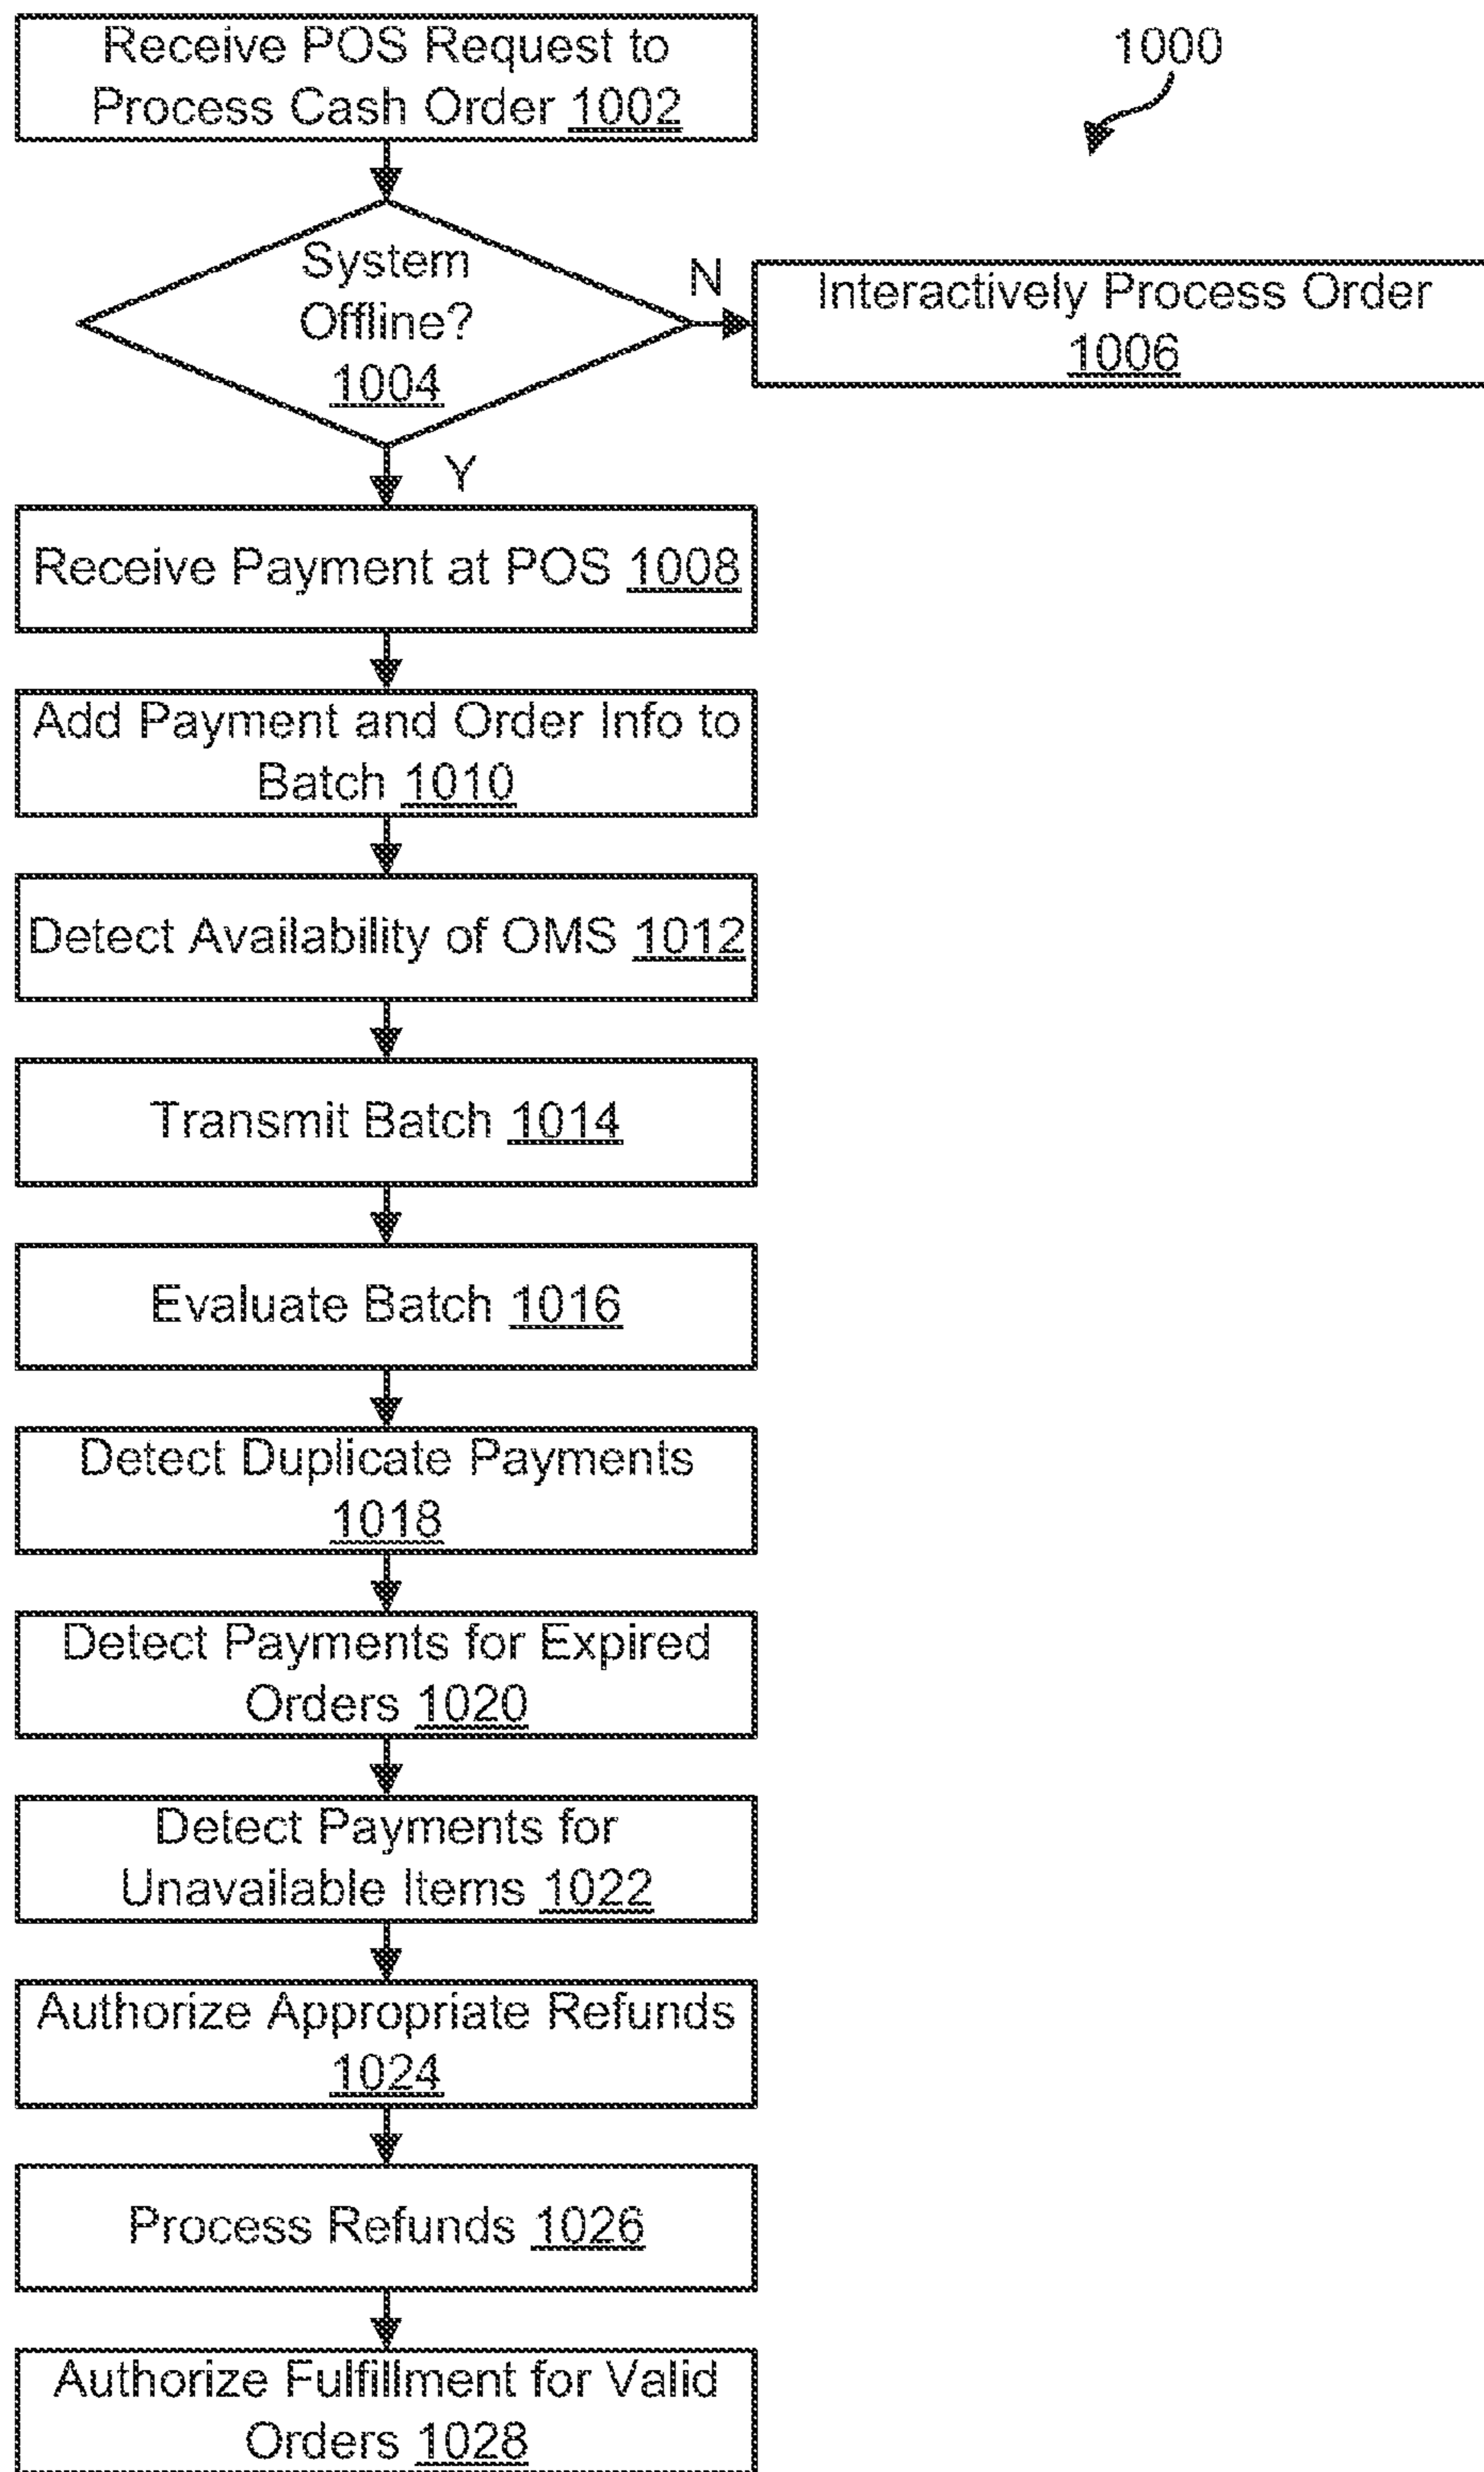 Receive POS Request to
Process Cash Order 1002
1000
System
Offline?
1004
N
Interactively Process Order
1006
Y
Receive Payment at POS 1008
Add Payment and Order Info to
Batch 1010
Detect Availability of OMS 1012
Transmit Batch 1014
Evaluate Batch 1016
Detect Duplicate Payments
1018
Detect Payments for Expired
Orders 1020
Detect Payments for
Unavailable Items 1022
Authorize Appropriate Refunds
1024
Process Refunds 1026
Authorize Fulfillment for Valid
Orders 1028